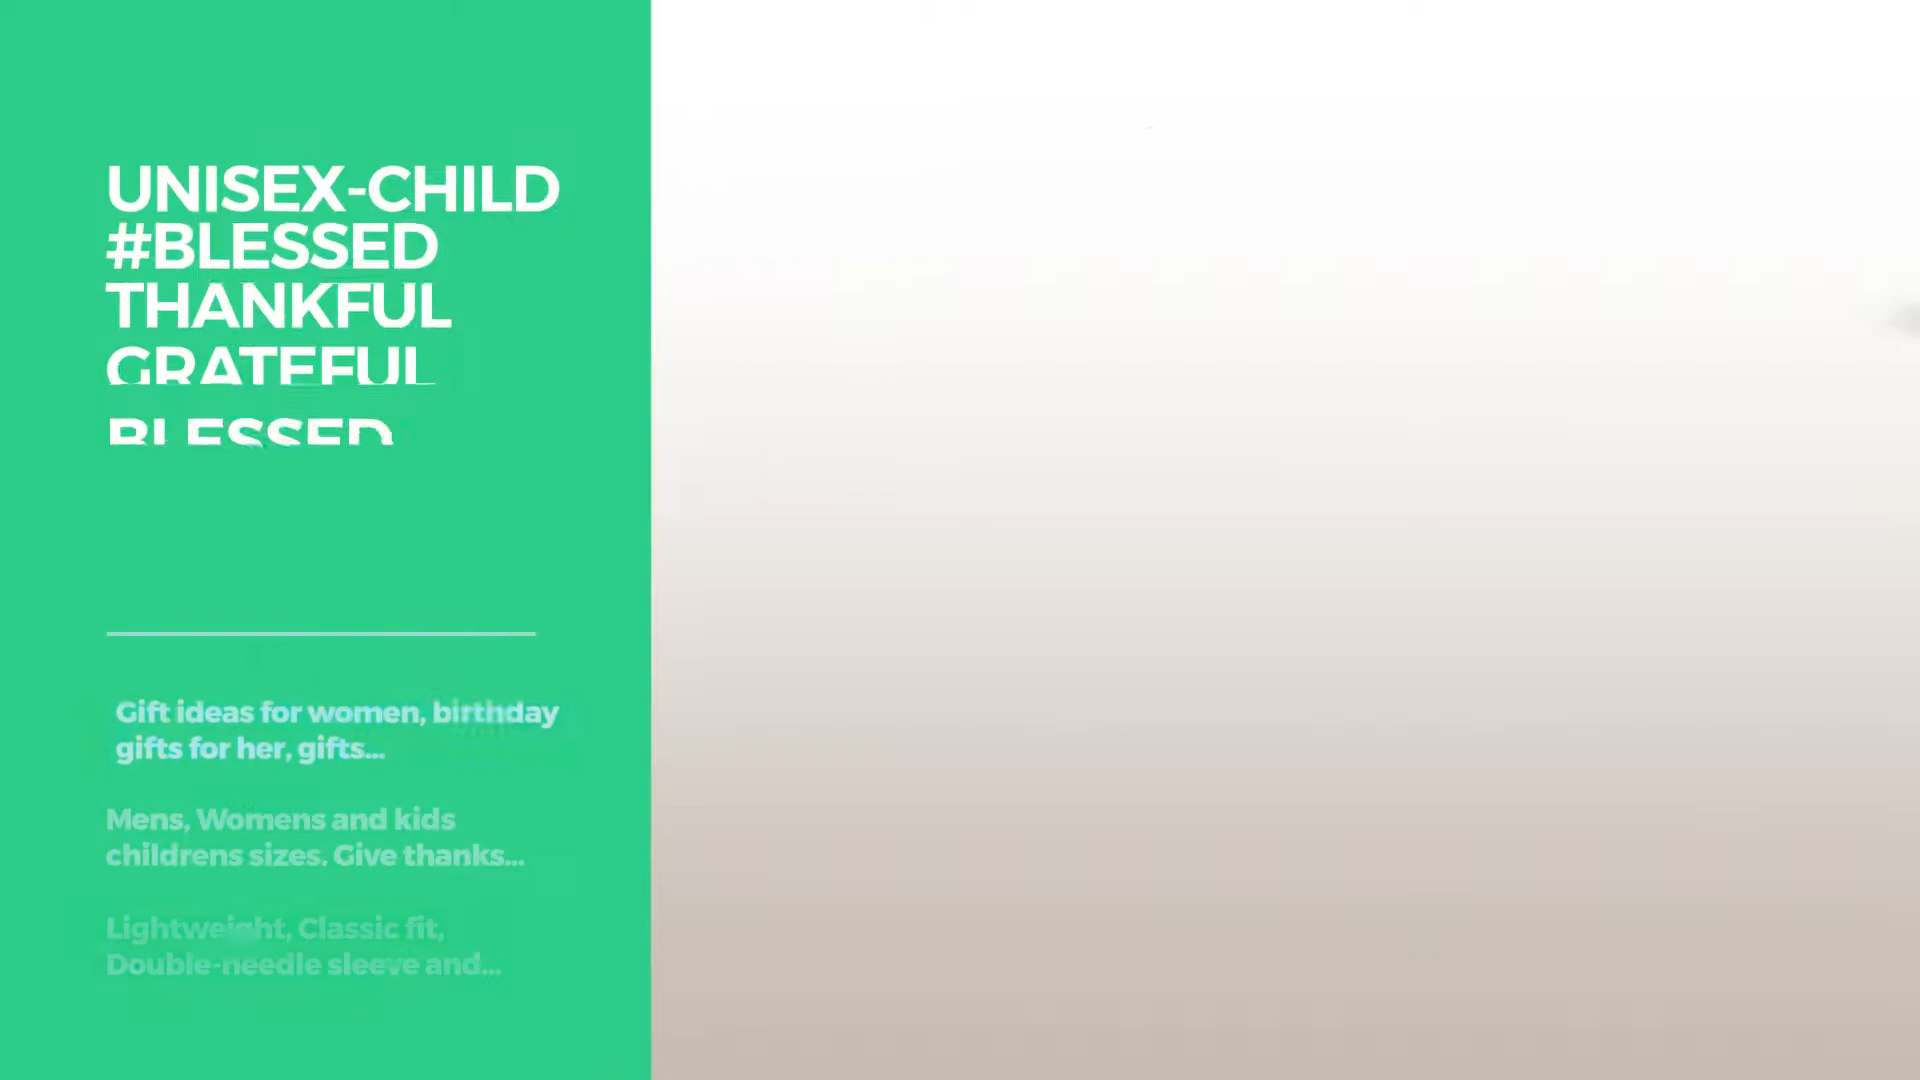 UNISEX-CHILD
#BLESSED
THANKFUL
GRATEFUL
BLESSED
Gift ideas for women, birthday
gifts for her, gifts...
Mens, Womens and kids
childrens sizes. Give thanks...
Lightweight, Classic fit,
Double-needle sleeve and...